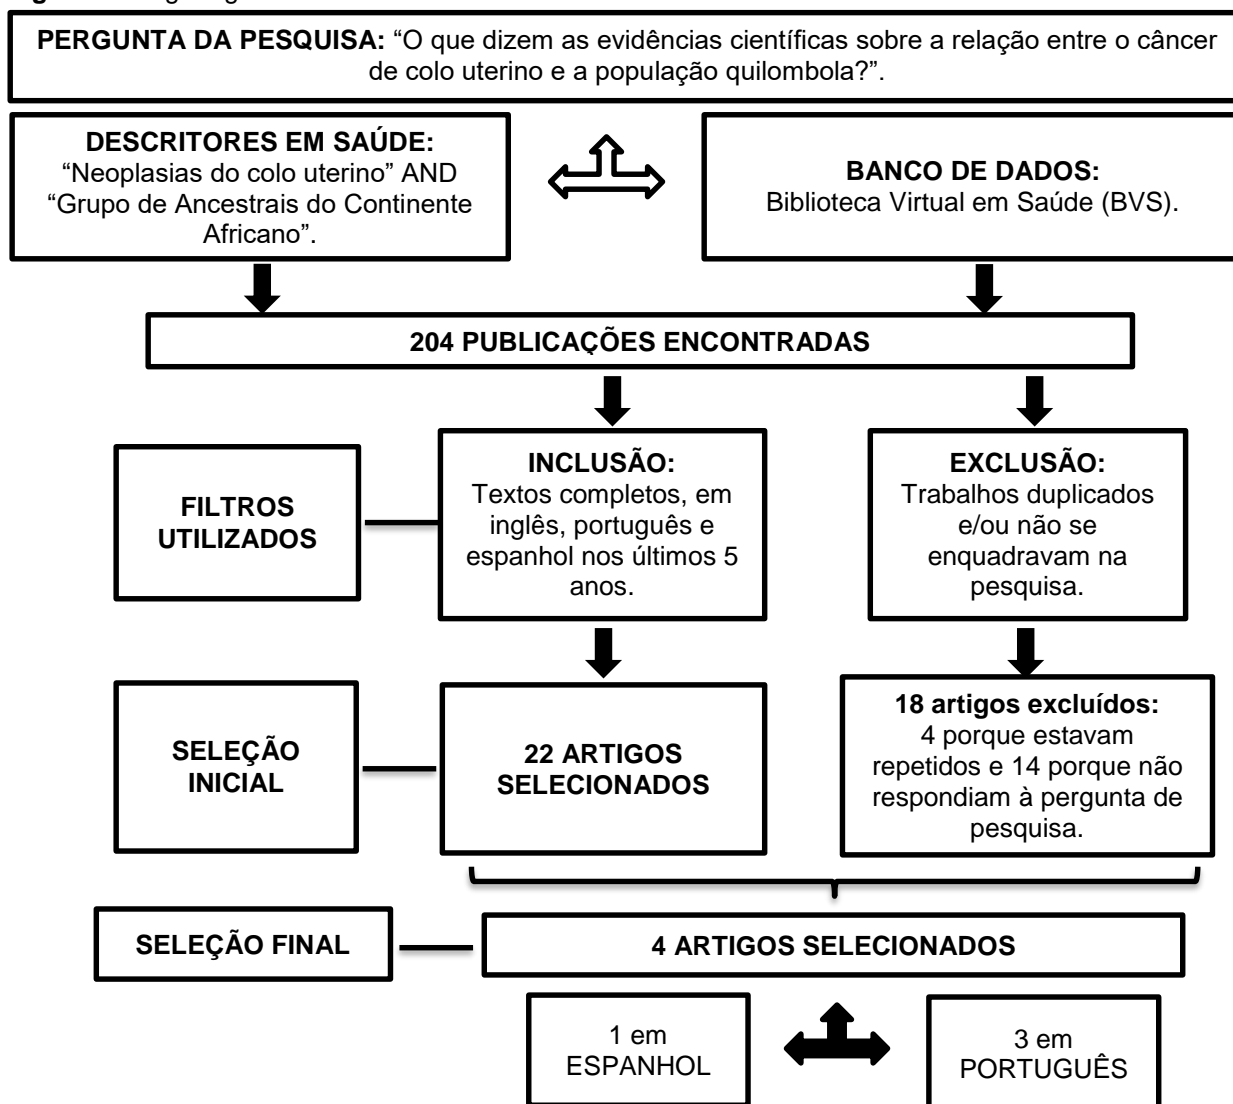 PERGUNTA DA PESQUISA: “O que dizem as evidências científicas sobre a relação entre o câncer
de colo uterino e a população quilombola?”.
DESCRITORES EM SAÚDE:
“Neoplasias do colo uterino” AND
“Grupo de Ancestrais do Continente
Africano”.
BANCO DE DADOS:
Biblioteca Virtual em Saúde (BVS).
204 PUBLICAÇÕES ENCONTRADAS
FILTROS
UTILIZADOS
INCLUSÃO:
Textos completos, em
inglês, português e
espanhol nos últimos 5
anos.
EXCLUSÃO:
Trabalhos duplicados
e/ou não se
enquadravam na
pesquisa.
SELEÇÃO
INICIAL
22 ARTIGOS
SELECIONADOS
18 artigos excluídos:
4 porque estavam
repetidos e 14 porque não
respondiam à pergunta de
pesquisa.
SELEÇÃO FINAL
4 ARTIGOS SELECIONADOS
1 em
ESPANHOL
3 em
PORTUGUÊS